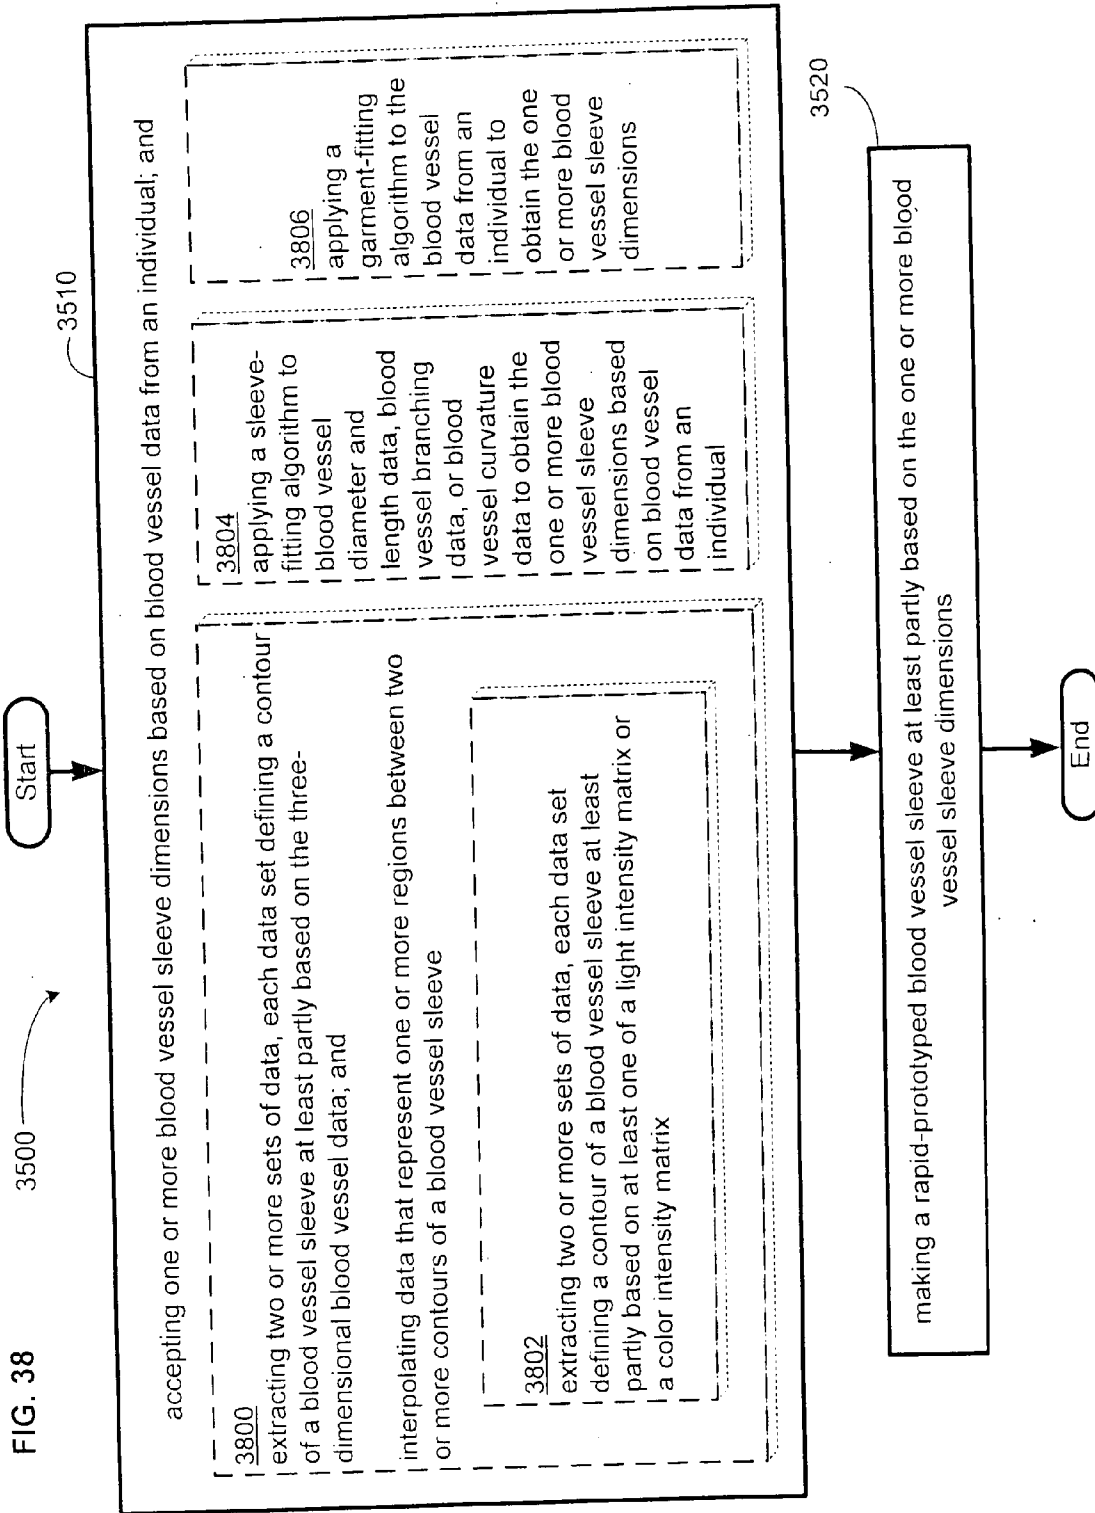 FIG. 38
3500
Start
3510
accepting one or more blood vessel sleeve dimensions based on blood vessel data from an individual; and
3800
extracting two or more sets of data, each data set defining a contour
of a blood vessel sleeve at least partly based on the three-
dimensional blood vessel data; and
interpolating data that represent one or more regions between two
or more contours of a blood vessel sleeve
3802
extracting two or more sets of data, each data set
defining a contour of a blood vessel sleeve at least
partly based on at least one of a light intensity matrix or
a color intensity matrix
3804
applying a sleeve-
fitting algorithm to
blood vessel
diameter and
length data, blood
vessel branching
data, or blood
vessel curvature
data to obtain the
one or more blood
vessel sleeve
dimensions based
on blood vessel
data from an
individual
3806
applying a
garment-fitting
algorithm to the
blood vessel
data from an
individual to
obtain the one
or more blood
vessel sleeve
dimensions
3520
making a rapid-prototyped blood vessel sleeve at least partly based on the one or more blood
vessel sleeve dimensions
End